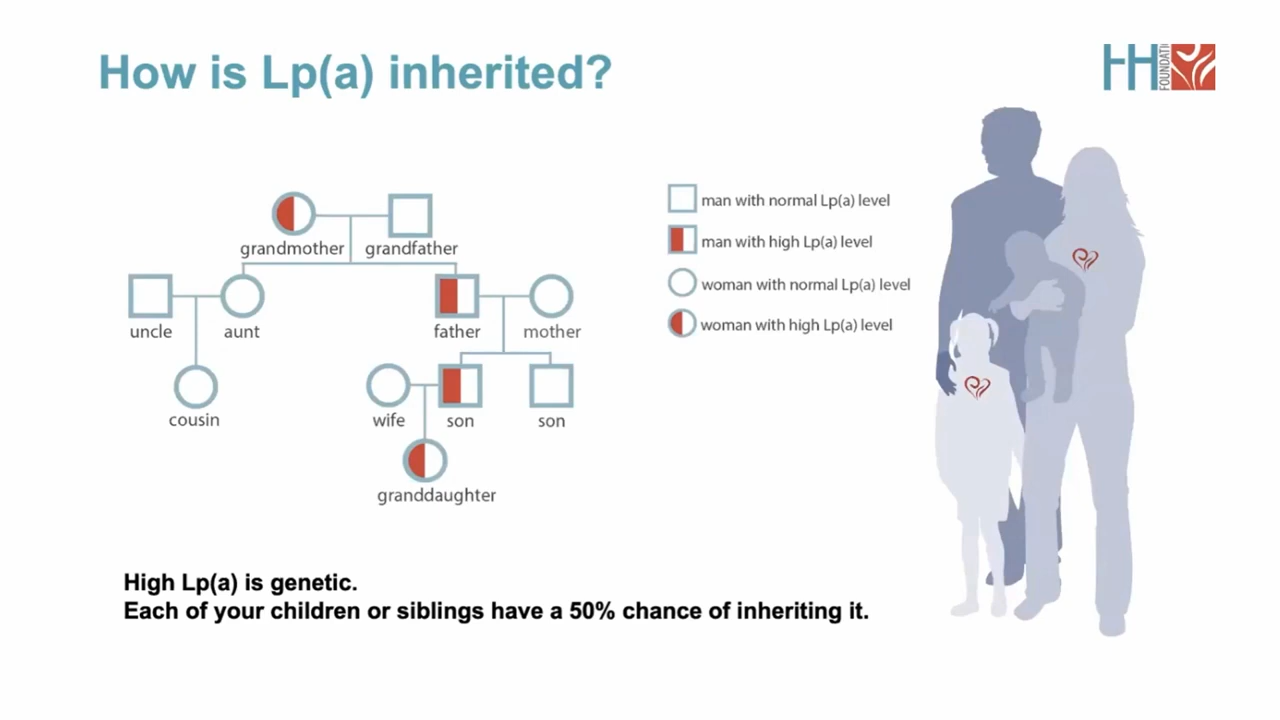 How is Lp(a) inherited?
FH
FOUNDATI
grandmother
grandfather
uncle
aunt
father
mother
cousin
wife
son
son
granddaughter
man with normal Lp(a) level
man with high Lp(a) level
woman with normal Lp(a) level
woman with high Lp(a) level
High Lp(a) is genetic.
Each of your children or siblings have a 50% chance of inheriting it.